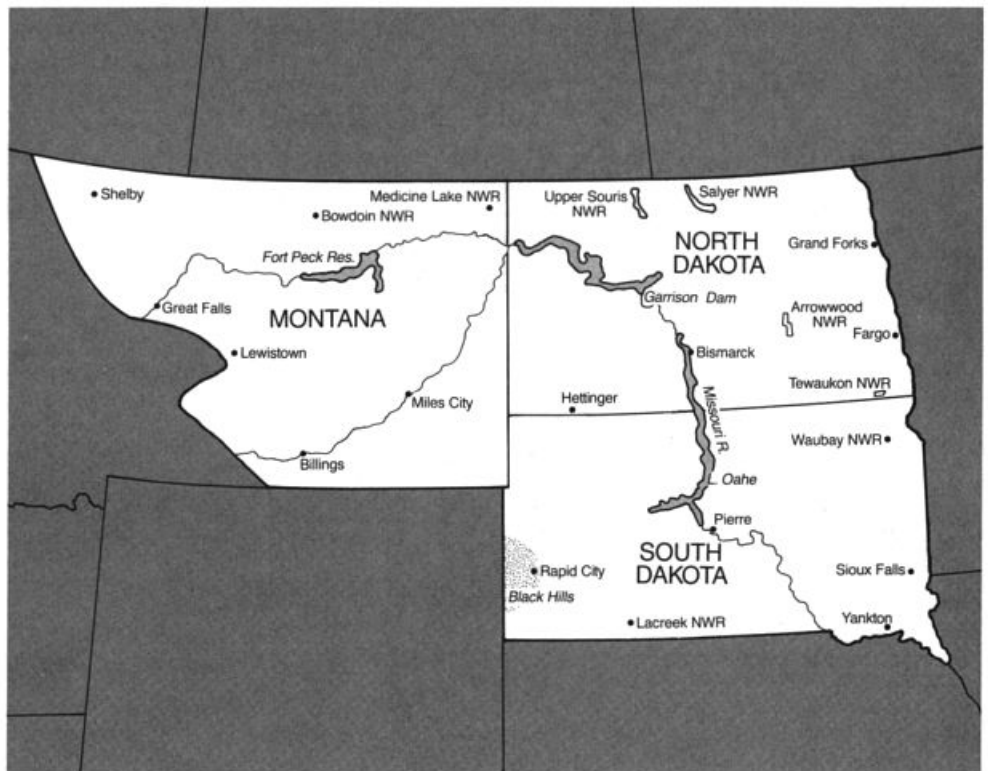 Shelby
Medicine Lake NWR
Bowdoin NWR
Upper Souris
NWR
Salyer NWR
NORTH
DAKOTA
Grand Forks
Fort Peck Res.
Great Falls
MONTANA
Garrison Dam
Arrowwood
NWR
Fargo
Lewistown
Bismarck
Miles City
Hettinger
Tewaukon NWR
Missouri R.
Waubay NWR
Billings
L. Oahe
Pierre
SOUTH
DAKOTA
Rapid City
Sioux Falls
Black Hills
Lacreek NWR
Yankton